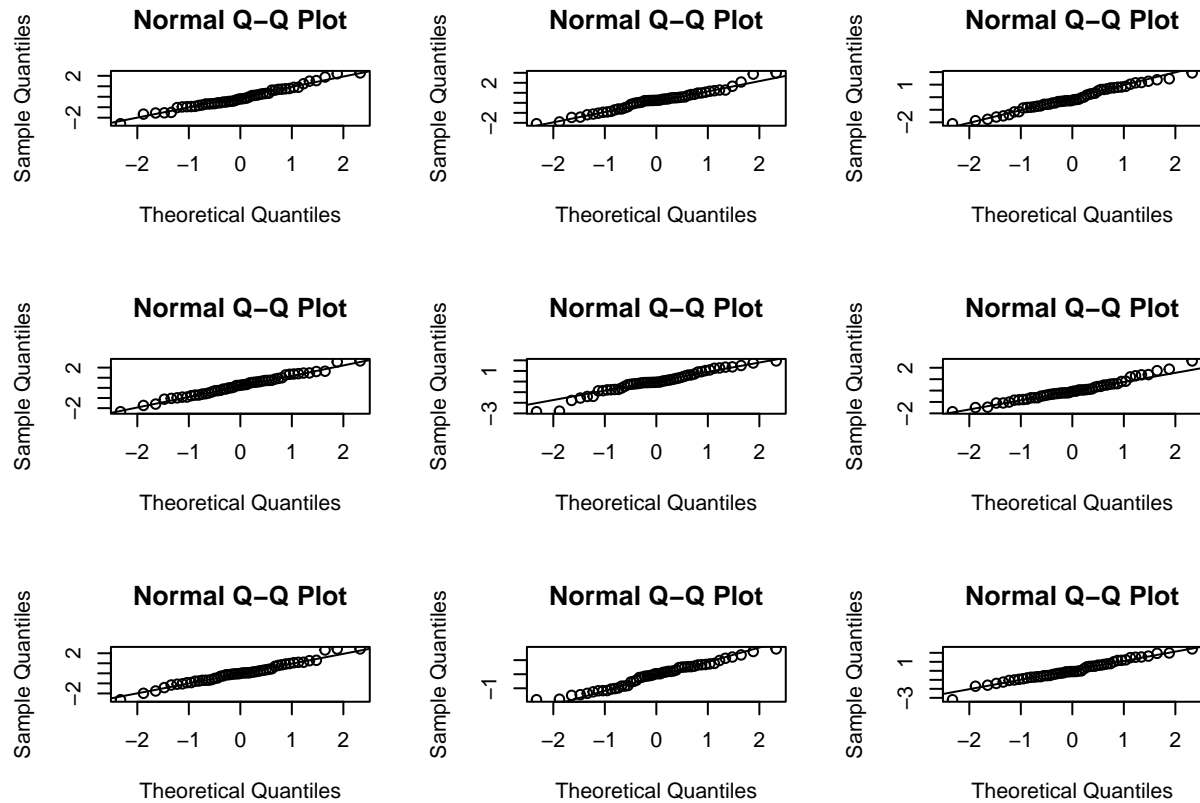 Normal Q−Q Plot
Sample Quantiles
2
−2
−2 −1 0 1 2
Theoretical Quantiles
Normal Q−Q Plot
Sample Quantiles
2
−2
−2 −1 0 1 2
Theoretical Quantiles
Normal Q−Q Plot
Sample Quantiles
1
−2
−2 −1 0 1 2
Theoretical Quantiles
Normal Q−Q Plot
Sample Quantiles
2
−2
−2 −1 0 1 2
Theoretical Quantiles
Normal Q−Q Plot
Sample Quantiles
1
−3
−2 −1 0 1 2
Theoretical Quantiles
Normal Q−Q Plot
Sample Quantiles
2
−2
−2 −1 0 1 2
Theoretical Quantiles
Normal Q−Q Plot
Sample Quantiles
2
−2
−2 −1 0 1 2
Theoretical Quantiles
Normal Q−Q Plot
Sample Quantiles
−1
−2 −1 0 1 2
Theoretical Quantiles
Normal Q−Q Plot
Sample Quantiles
1
−3
−2 −1 0 1 2
Theoretical Quantiles